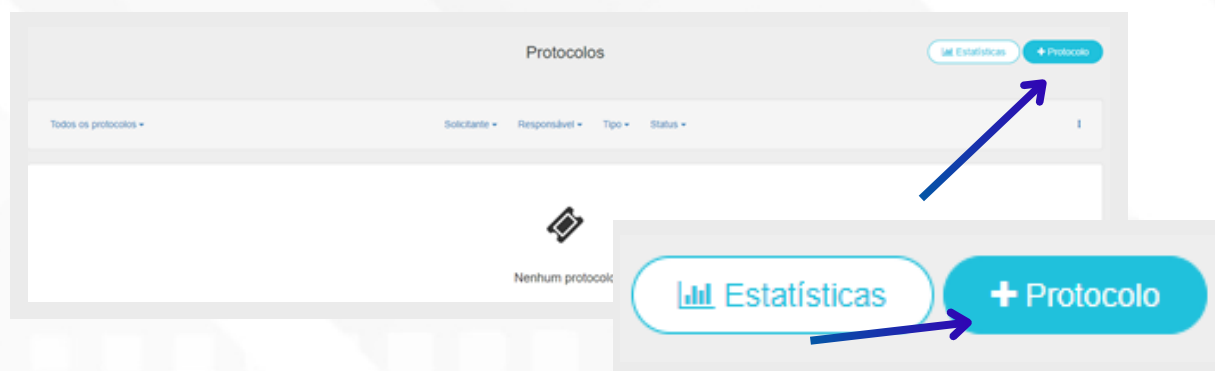 Protocolos
Estatísticas
+ Protocolo
Todos os protocolos
Solicitante
Responsável
Tipo
Status
Nenhum protocolo
Estatísticas
+ Protocolo